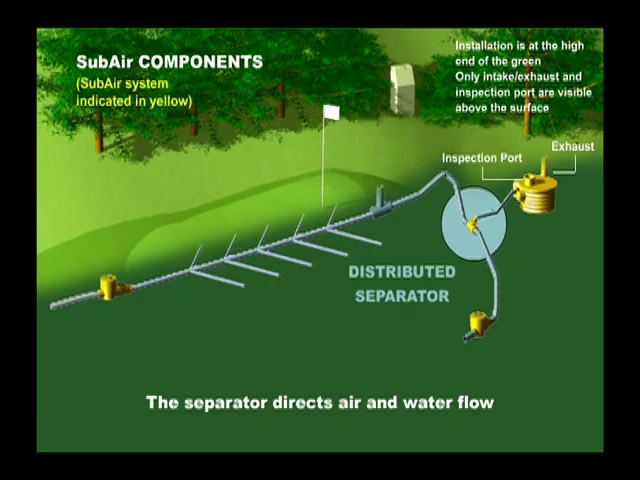 SubAir COMPONENTS
(SubAir system
indicated in yellow)
Installation is at the high
end of the green
Only intake/exhaust and
inspection port are visible
above the surface
Exhaust
Inspection Port
DISTRIBUTED
SEPARATOR
The separator directs air and water flow